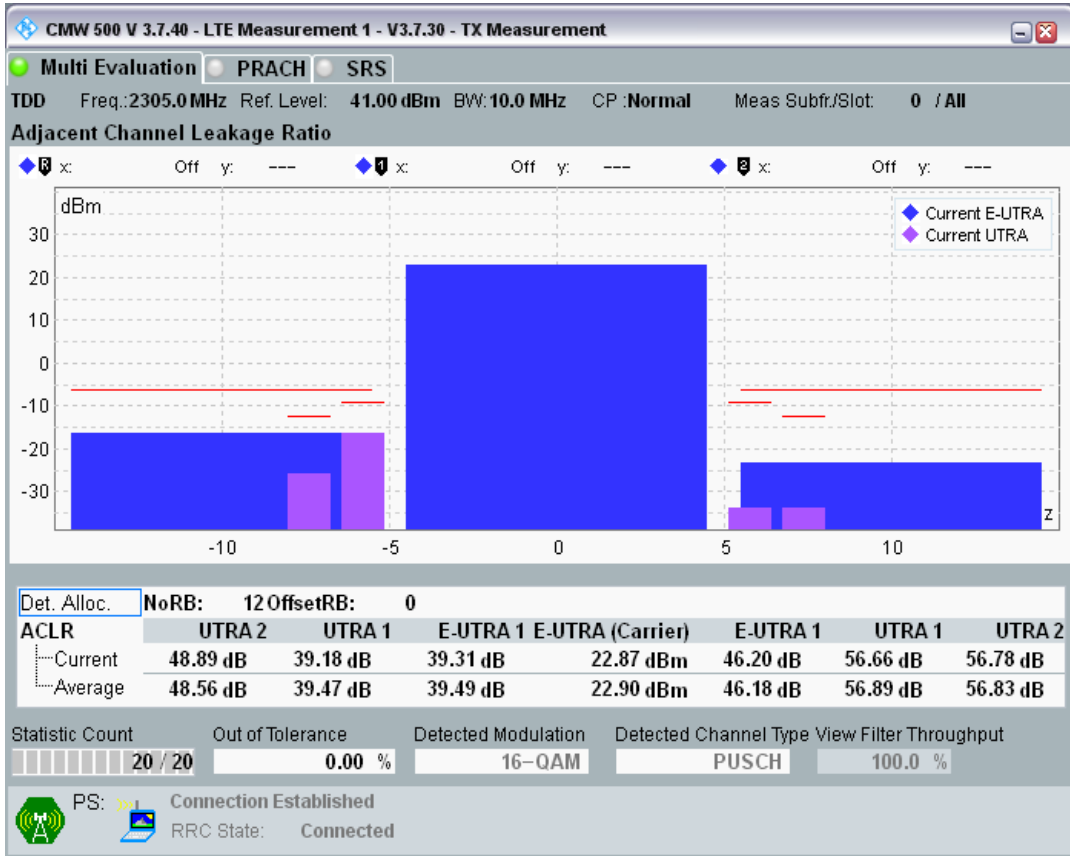 CMW 500 V 3.7.40 - LTE Measurement 1 - V3.7.30 - TX Measurement
Multi Evaluation PRACH SRS
TDD Freq.:2305.0 MHz Ref. Level: 41.00 dBm BW: 10.0 MHz CP :Normal Meas Subfr./Slot: 0 / All
Adjacent Channel Leakage Ratio
R x: Off y: --- 1 x: Off y: --- 2 x: Off y: ---
dBm
Current E-UTRA
Current UTRA
30
20
10
0
-10
-20
-30
z
-10 -5 0 5 10
Det. Alloc. NoRB: 12 OffsetRB: 0
ACLR UTRA 2 UTRA 1 E-UTRA 1 E-UTRA (Carrier) E-UTRA 1 UTRA 1 UTRA 2
Current 48.89 dB 39.18 dB 39.31 dB 22.87 dBm 46.20 dB 56.66 dB 56.78 dB
Average 48.56 dB 39.47 dB 39.49 dB 22.90 dBm 46.18 dB 56.89 dB 56.83 dB
Statistic Count Out of Tolerance Detected Modulation Detected Channel Type View Filter Throughput
20 / 20 0.00 % 16-QAM PUSCH 100.0 %
PS: Connection Established
RRC State: Connected